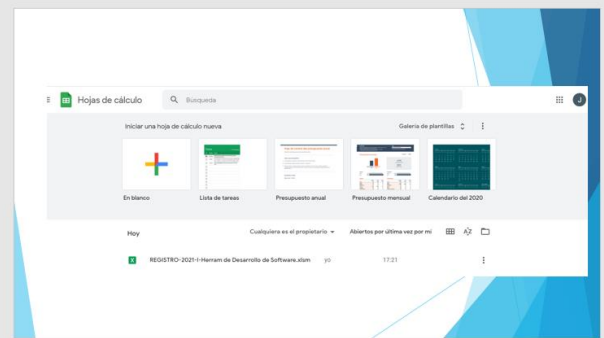 Hojas de cálculo
Búsqueda
J
Iniciar una hoja de cálculo nueva
Galería de plantillas
En blanco
Lista de tareas
Presupuesto anual
Presupuesto mensual
Calendario del 2020
Hoy
Cualquiera es el propietario
Abiertos por última vez por mí
AZ
X
REGISTRO-2021-I-Herram de Desarrollo de Software.xlsm yo 17:21